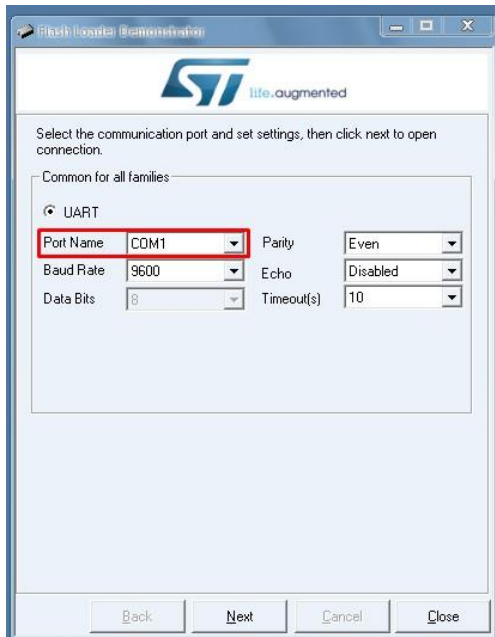 Flash Loader Demonstrator
ST life.augmented
Select the communication port and set settings, then click next to open
connection.
Common for all families
UART
Port Name COM1 Parity Even
Baud Rate 9600 Echo Disabled
Data Bits 8 Timeout(s) 10
Back Next Cancel Close